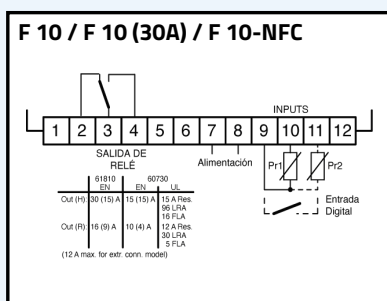 F 10 / F 10 (30A) / F 10-NFC
INPUTS
1 2 3 4 5 6 7 8 9 10 11 12
SALIDA DE
RELÉ
Alimentación
Pr1
Pr2
Entrada
Digital
61810 60730
EN EN UL
Out (H): 30 (15) A 15 (15) A 15 A Res.
96 LRA
16 FLA
Out (R): 16 (9) A 10 (4) A 12 A Res.
30 LRA
5 FLA
(12 A max. for extr. conn. model)